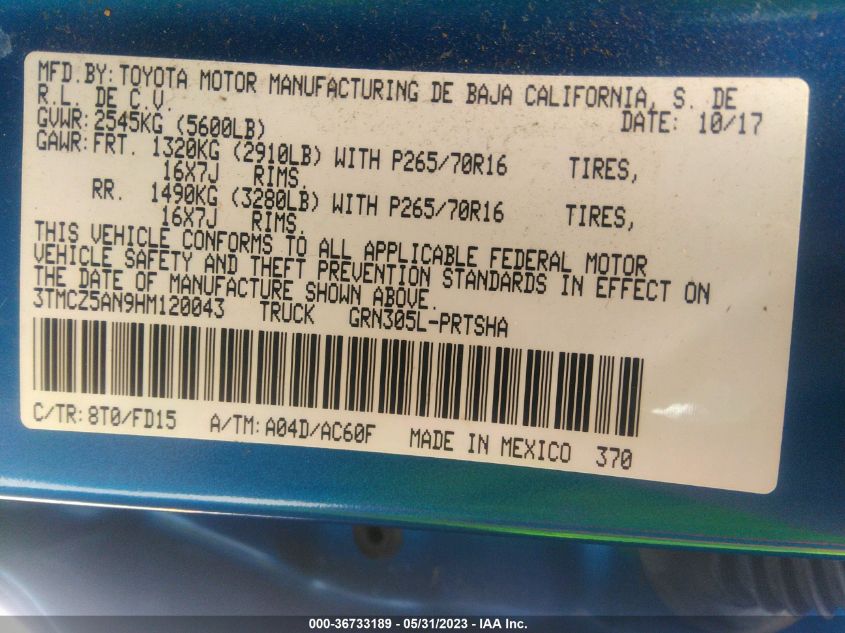 MFD.BY: TOYOTA MOTOR MANUFACTURING DE BAJA CALIFORNIA, S. DE
R.L. DE C.V.
DATE: 10/17
GVWR: 2545KG (5600LB)
GAWR: FRT. 1320KG (2910LB) WITH P265/70R16 TIRES,
16X7J RIMS.
RR. 1490KG (3280LB) WITH P265/70R16 TIRES,
16X7J RIMS.
THIS VEHICLE CONFORMS TO ALL APPLICABLE FEDERAL MOTOR
VEHICLE SAFETY AND THEFT PREVENTION STANDARDS IN EFFECT ON
THE DATE OF MANUFACTURE SHOWN ABOVE.
3TMCZ5AN9HM120043 TRUCK GRN305L-PRTSHA
C/TR: 8T0/FD15 A/TM: A04D/AC60F MADE IN MEXICO 370
000-36733189 - 05/31/2023 - IAA Inc.